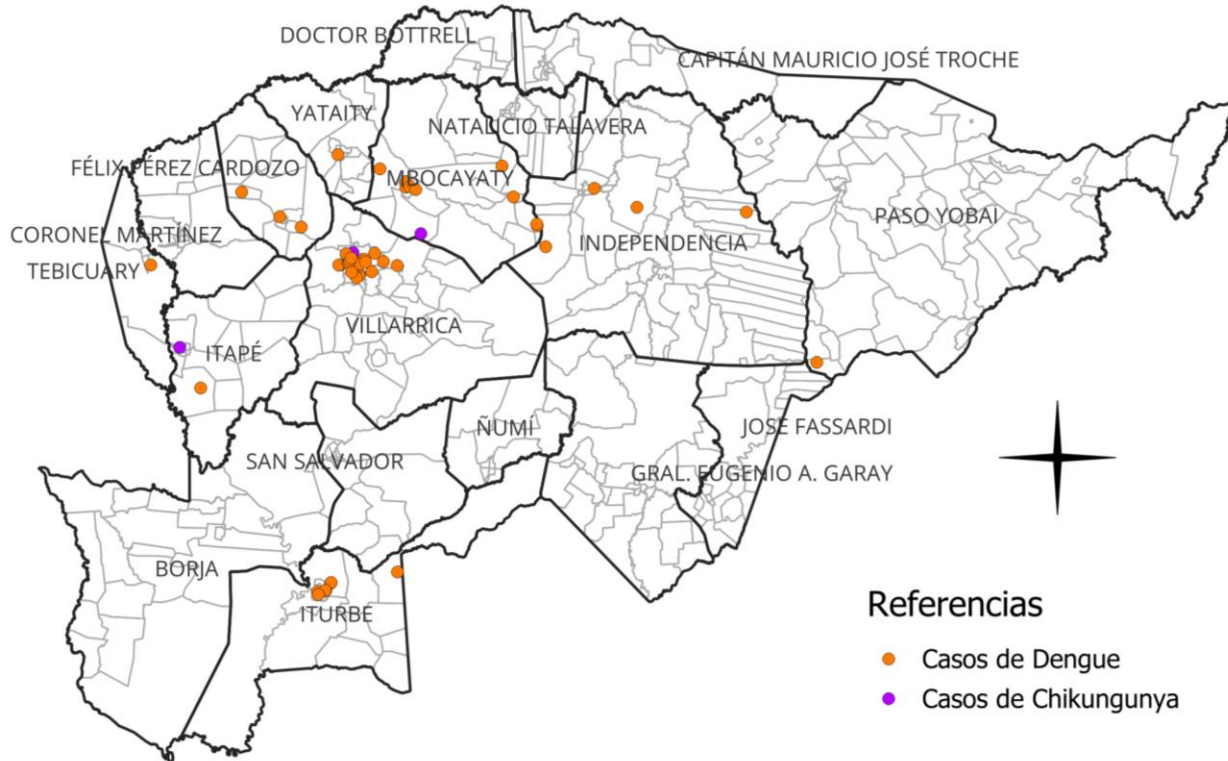 DOCTOR BOTTRELL
CAPITÁN MAURICIO JOSÉ TROCHE
YATAITY
NATALICIO TALAVERA
FÉLIX PÉREZ CARDOZO
MBOCAYATY
PASO YOBAI
CORONEL MARTÍNEZ
INDEPENDENCIA
TEBICUARY
VILLARRICA
ITAPÉ
ÑUMÍ
JOSE FASSARDI
SAN SALVADOR
GRAL. EUGENIO A. GARAY
BORJA
ITURBE
Referencias
Casos de Dengue
Casos de Chikungunya